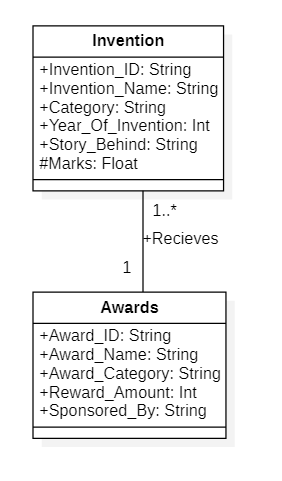 Invention
+Invention_ID: String
+Invention_Name: String
+Category: String
+Year_Of_Invention: Int
+Story_Behind: String
#Marks: Float
1..*
+Recieves
1
Awards
+Award_ID: String
+Award_Name: String
+Award_Category: String
+Reward_Amount: Int
+Sponsored_By: String